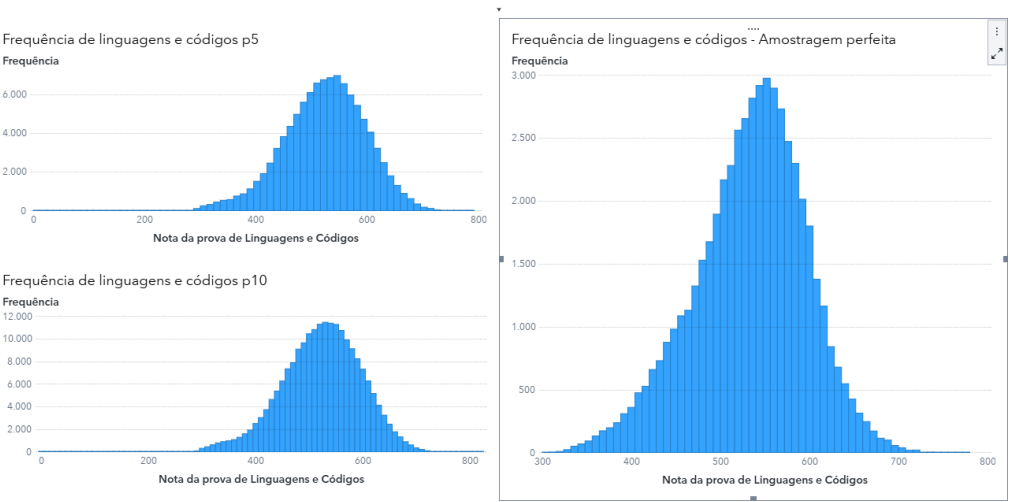 Frequência de linguagens e códigos p5
Frequência
6.000
4.000
2.000
0
0 200 400 600 800
Nota da prova de Linguagens e Códigos
Frequência de linguagens e códigos p10
Frequência
12.000
10.000
8.000
6.000
4.000
2.000
0
0 200 400 600 800
Nota da prova de Linguagens e Códigos
Frequência de linguagens e códigos - Amostragem perfeita
Frequência
3.000
2.500
2.000
1.500
1.000
500
0
300 400 500 600 700 800
Nota da prova de Linguagens e Códigos